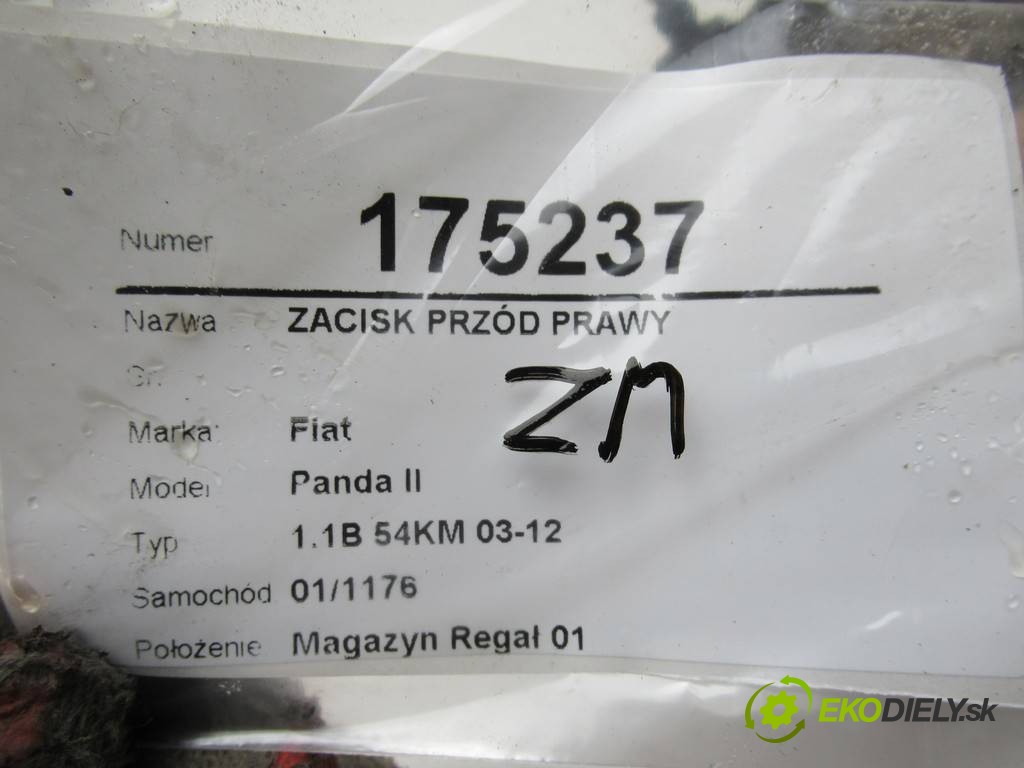 Numer 175237
Nazwa ZACISK PRZÓD PRAWY
Gr.
ZM
Marka: Fiat
Model Panda II
Typ 1.1B 54KM 03-12
Samochód 01/1176
Położenie Magazyn Regał 01
EKODIELY.sk